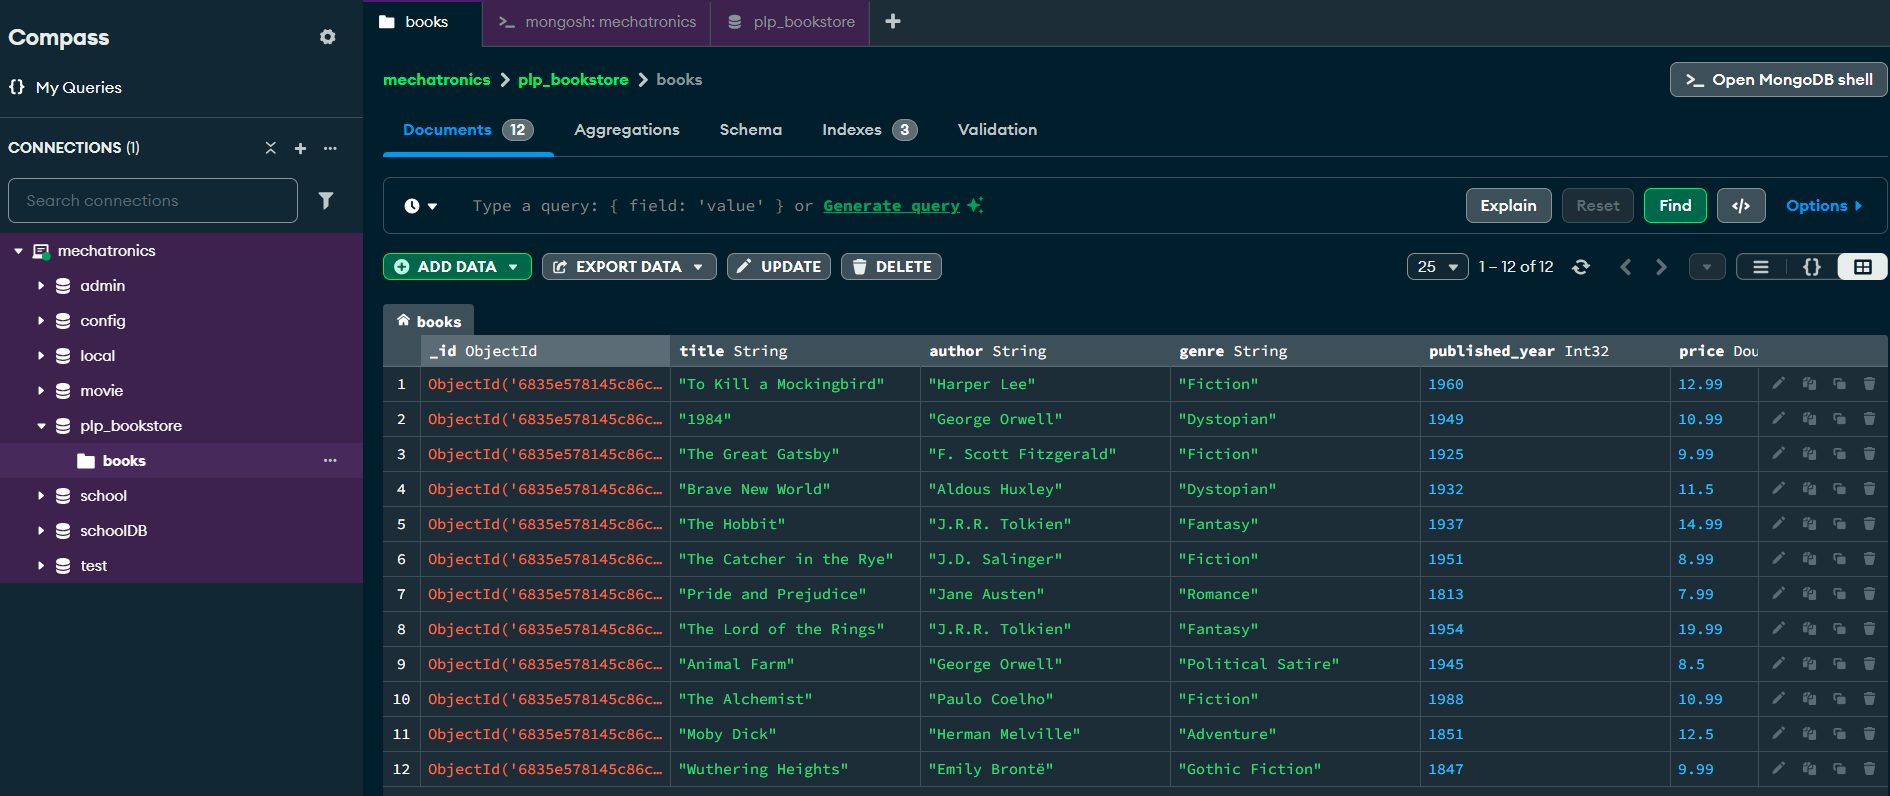 Compass
My Queries
CONNECTIONS (1)
Search connections
mechatronics
admin
config
local
movie
plp_bookstore
books
school
schoolDB
test
books
mongosh: mechatronics
plp_bookstore
mechatronics > plp_bookstore > books
Open MongoDB shell
Documents 12 Aggregations Schema Indexes 3 Validation
Type a query: { field: 'value' } or Generate query
Explain Reset Find </> Options
ADD DATA EXPORT DATA UPDATE DELETE
25 1 – 12 of 12 {}
books
_id ObjectId title String author String genre String published_year Int32 price Dou
1 ObjectId('6835e578145c86c… "To Kill a Mockingbird" "Harper Lee" "Fiction" 1960 12.99
2 ObjectId('6835e578145c86c… "1984" "George Orwell" "Dystopian" 1949 10.99
3 ObjectId('6835e578145c86c… "The Great Gatsby" "F. Scott Fitzgerald" "Fiction" 1925 9.99
4 ObjectId('6835e578145c86c… "Brave New World" "Aldous Huxley" "Dystopian" 1932 11.5
5 ObjectId('6835e578145c86c… "The Hobbit" "J.R.R. Tolkien" "Fantasy" 1937 14.99
6 ObjectId('6835e578145c86c… "The Catcher in the Rye" "J.D. Salinger" "Fiction" 1951 8.99
7 ObjectId('6835e578145c86c… "Pride and Prejudice" "Jane Austen" "Romance" 1813 7.99
8 ObjectId('6835e578145c86c… "The Lord of the Rings" "J.R.R. Tolkien" "Fantasy" 1954 19.99
9 ObjectId('6835e578145c86c… "Animal Farm" "George Orwell" "Political Satire" 1945 8.5
10 ObjectId('6835e578145c86c… "The Alchemist" "Paulo Coelho" "Fiction" 1988 10.99
11 ObjectId('6835e578145c86c… "Moby Dick" "Herman Melville" "Adventure" 1851 12.5
12 ObjectId('6835e578145c86c… "Wuthering Heights" "Emily Brontë" "Gothic Fiction" 1847 9.99